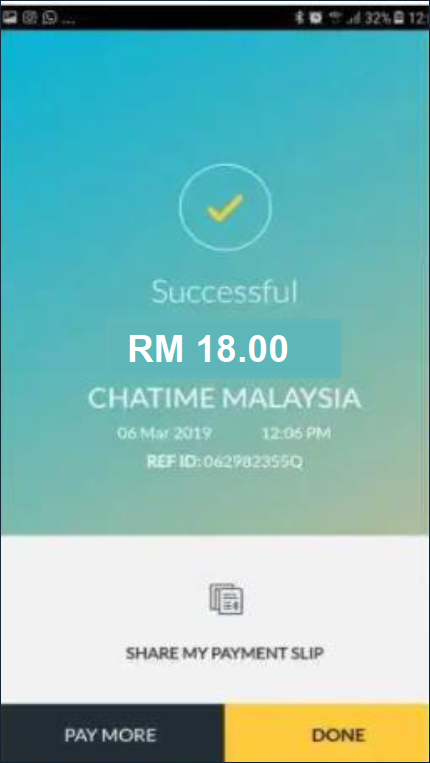 32% 12:
Successful
RM 18.00
CHATIME MALAYSIA
06 Mar 2019 12:06 PM
REF ID: 062982355Q
SHARE MY PAYMENT SLIP
PAY MORE DONE